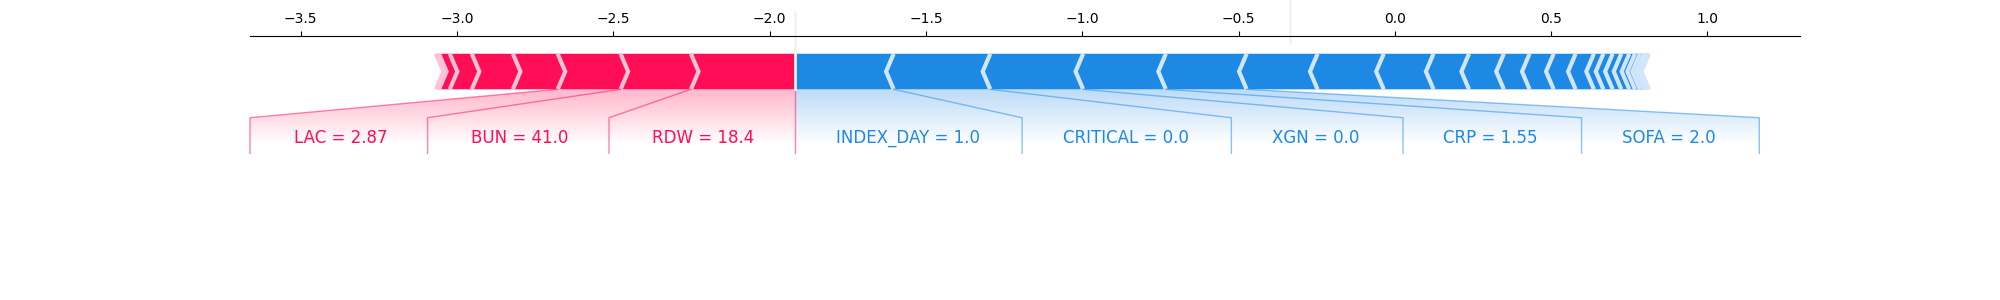 −3.5 −3.0 −2.5 −2.0 −1.5 −1.0 −0.5 0.0 0.5 1.0
LAC = 2.87 BUN = 41.0 RDW = 18.4 INDEX_DAY = 1.0 CRITICAL = 0.0 XGN = 0.0 CRP = 1.55 SOFA = 2.0